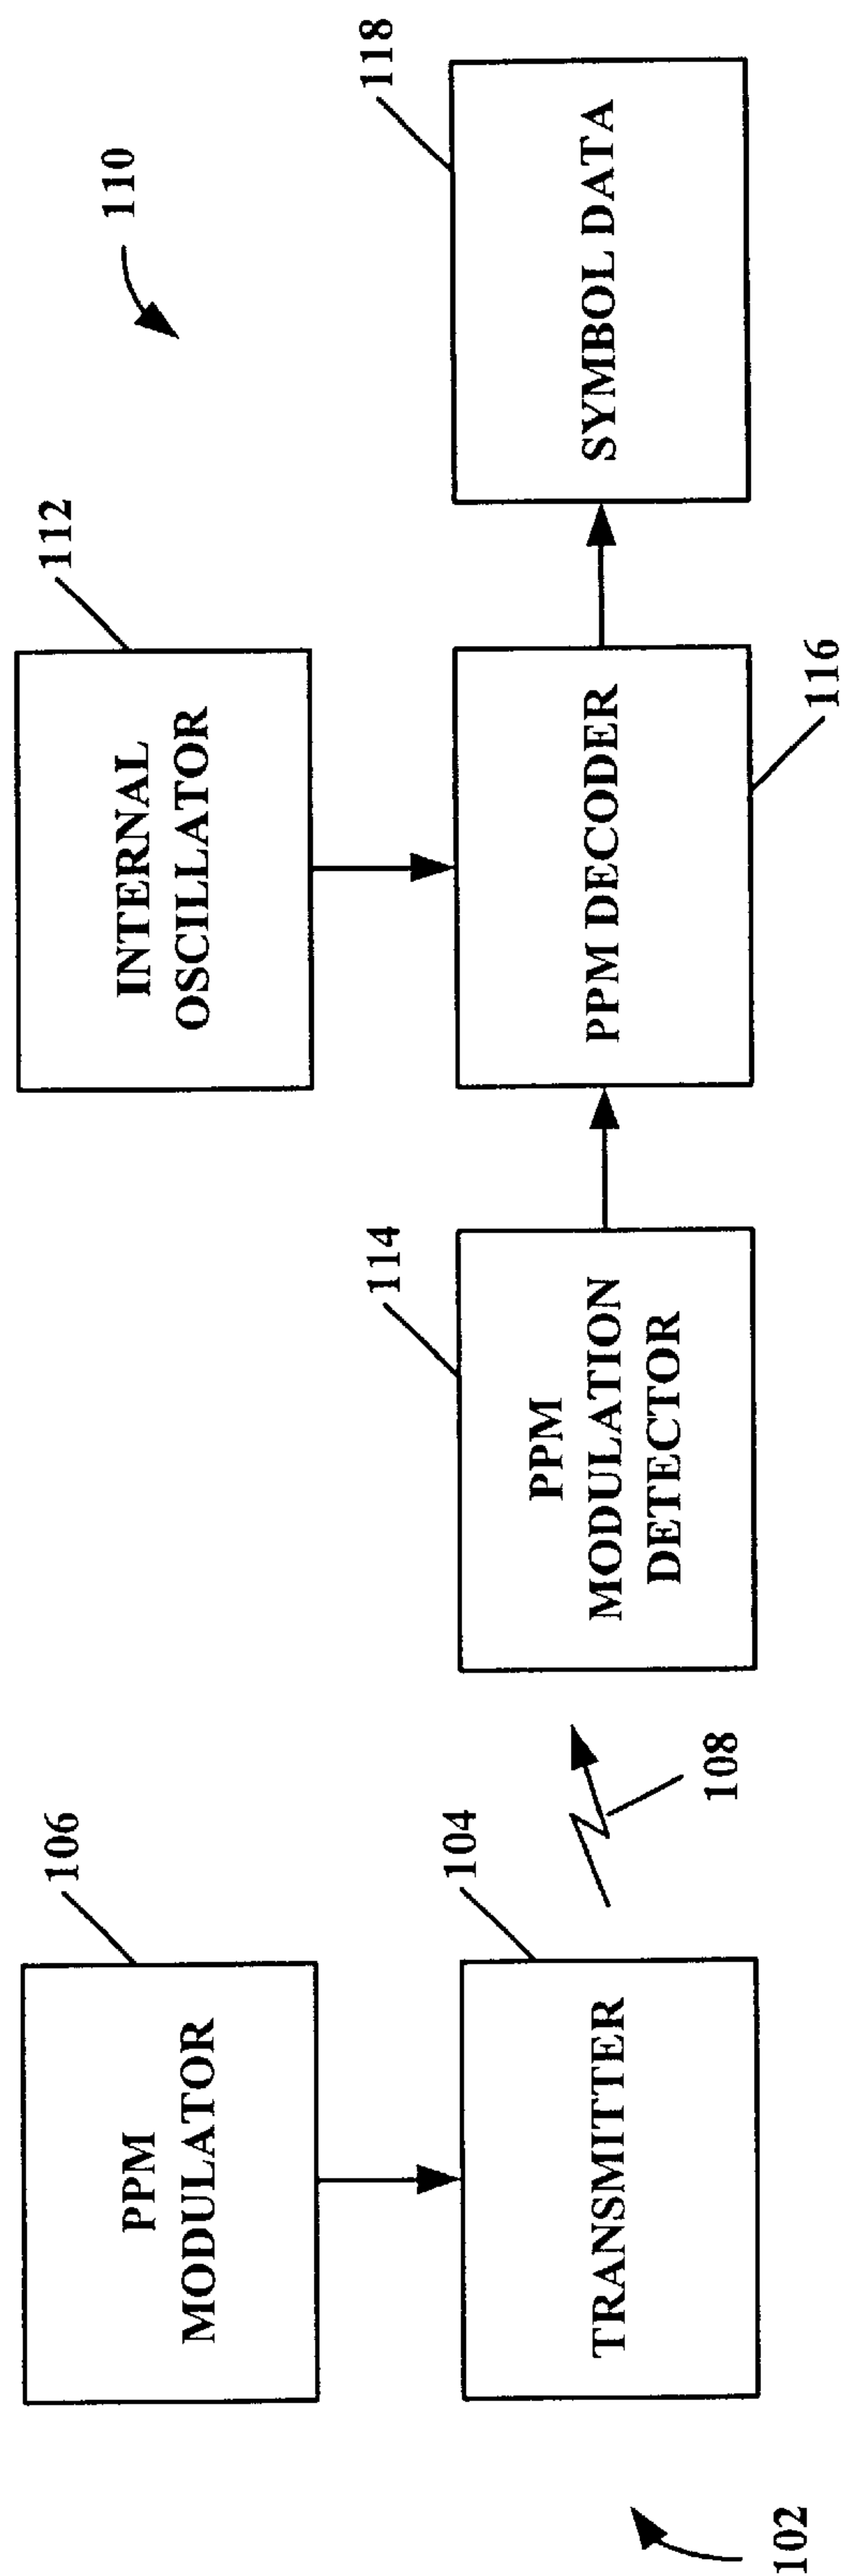 106
PPM
MODULATOR
104
TRANSMITTER
102
108
112
INTERNAL
OSCILLATOR
110
114
PPM
MODULATION
DETECTOR
PPM DECODER
116
118
SYMBOL DATA